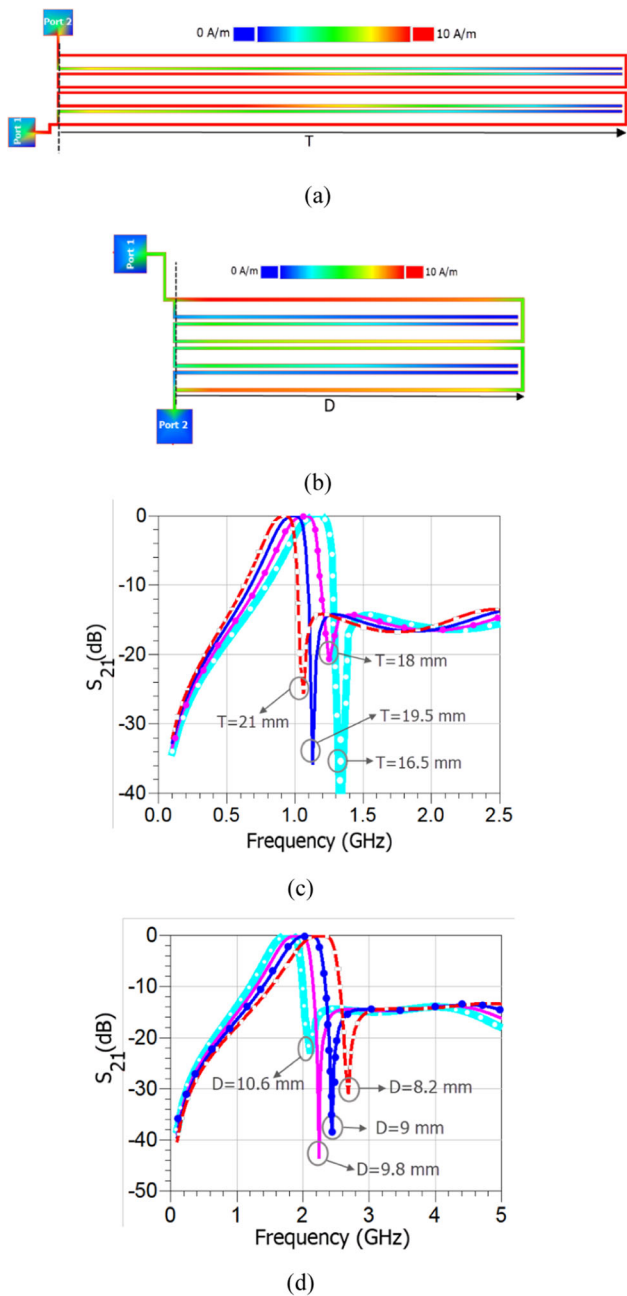 Port 2
0 A/m 10 A/m
Port 1
T
(a)
Port 1
0 A/m 10 A/m
D
Port 2
(b)
0
-10
-20
-30
-40
S21(dB)
T=21 mm
T=18 mm
T=19.5 mm
T=16.5 mm
0.0 0.5 1.0 1.5 2.0 2.5
Frequency (GHz)
(c)
0
-10
-20
-30
-40
-50
S21(dB)
D=10.6 mm
D=8.2 mm
D=9 mm
D=9.8 mm
0 1 2 3 4 5
Frequency (GHz)
(d)